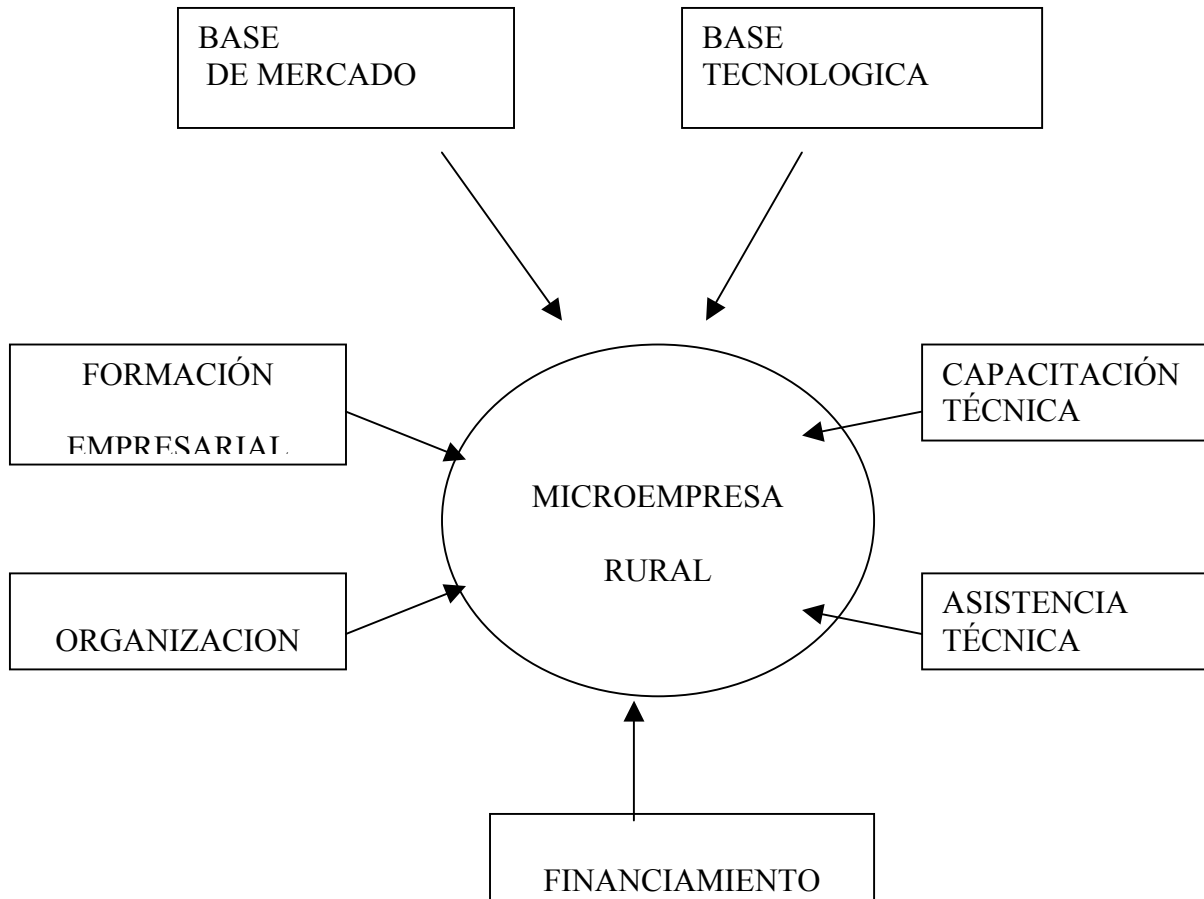 BASE
DE MERCADO
BASE
TECNOLOGICA
FORMACIÓN
EMPRESARIAL
CAPACITACIÓN
TÉCNICA
MICROEMPRESA
RURAL
ORGANIZACION
ASISTENCIA
TÉCNICA
FINANCIAMIENTO